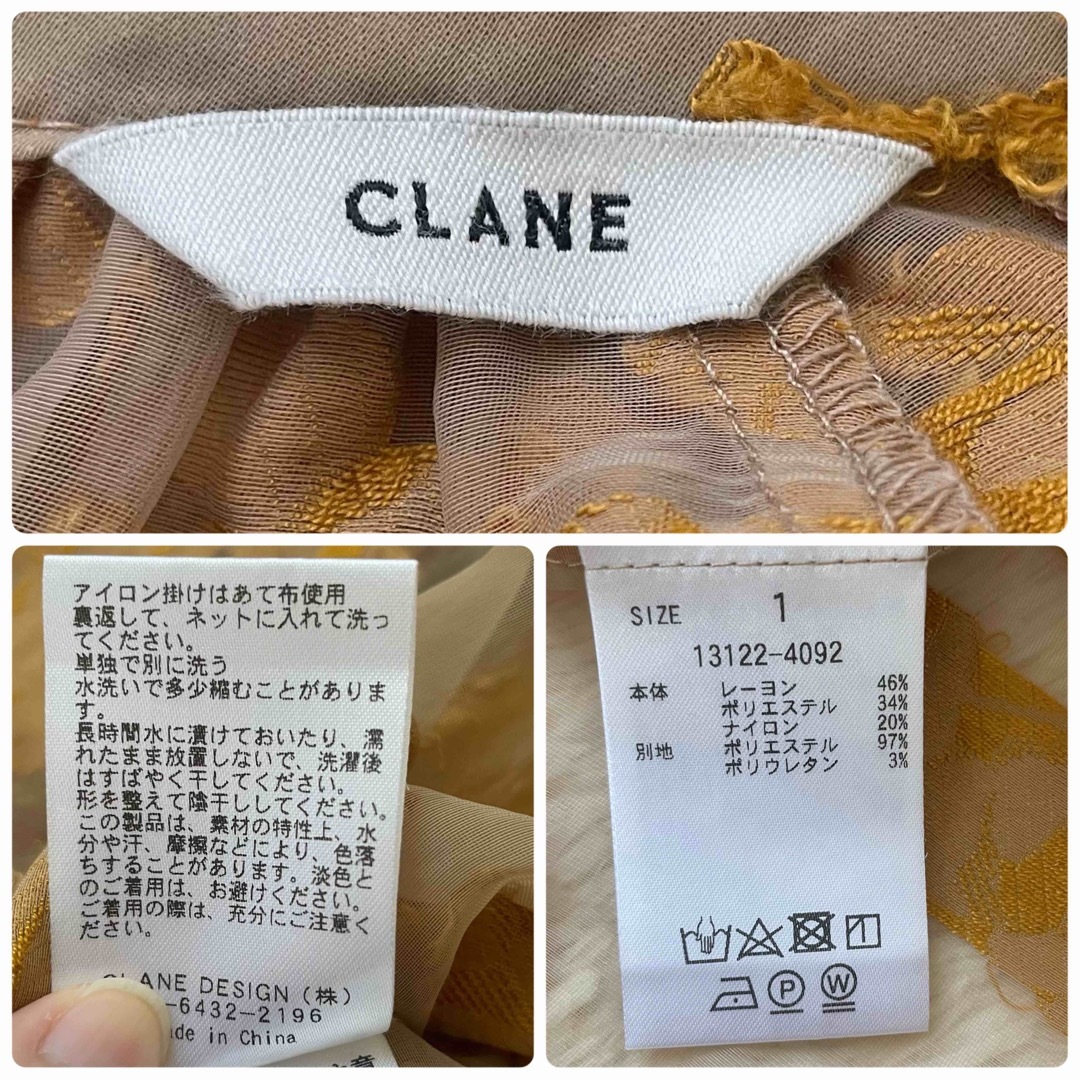 CLANE
アイロン掛けはあて布使用
裏返して、ネットに入れて洗っ
てください。
単独で別に洗う
水洗いで多少縮むことがありま
す。
長時間水に漬けておいたり、濡
れたまま放置しないで、洗濯後
はすばやく干してください。
形を整えて陰干ししてください。
この製品は、素材の特性上、水
分や汗、摩擦などにより、色落
ちすることがあります。淡色と
のご着用は、お避けください。
ご着用の際は、充分にご注意く
ださい。
CLANE DESIGN (株)
-6432-2196
Made in China
SIZE 1
13122-4092
本体 レーヨン 46%
ポリエステル 34%
ナイロン 20%
別地 ポリエステル 97%
ポリウレタン 3%
P W